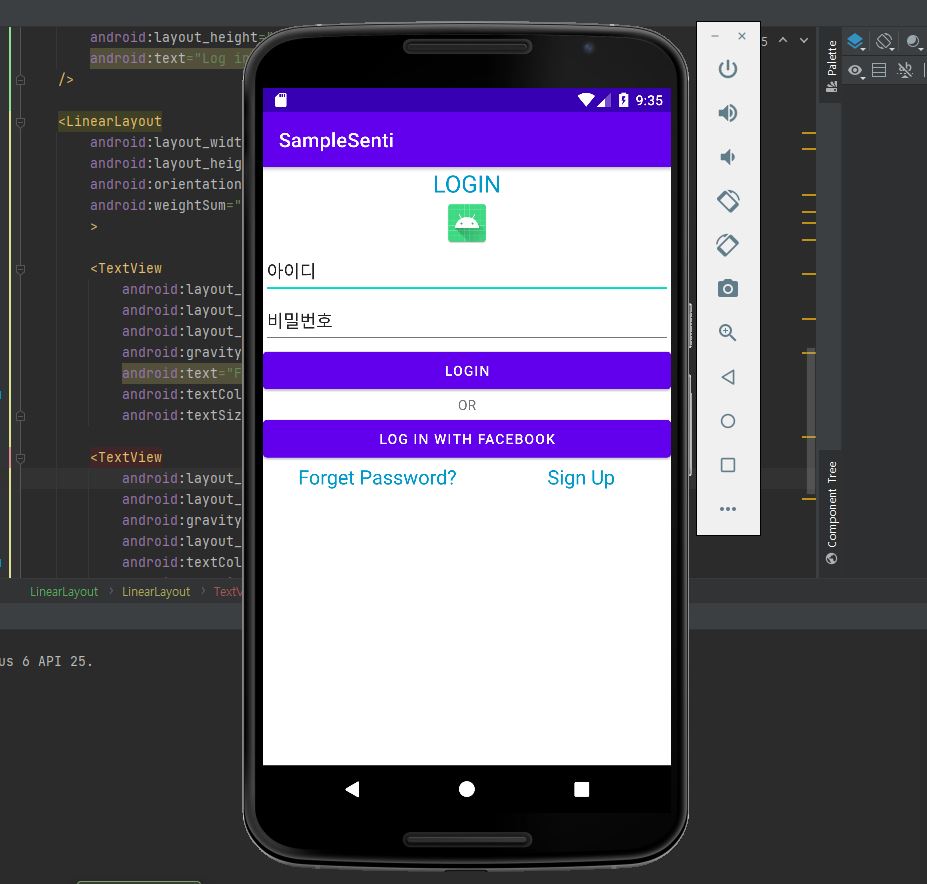 android:layout_height="
android:text="Log in
/>
<LinearLayout
android:layout_widt
android:layout_heig
android:orientation
android:weightSum="
>
<TextView
android:layout_
android:layout_
android:layout_
android:gravity
android:text="F
android:textCol
android:textSiz
<TextView
android:layout_
android:layout_
android:gravity
android:layout_
android:textCol
LinearLayout > LinearLayout > TextV
us 6 API 25.
9:35
SampleSenti
LOGIN
아이디
비밀번호
LOGIN
OR
LOG IN WITH FACEBOOK
Forget Password?
Sign Up
5
Palette
Component Tree